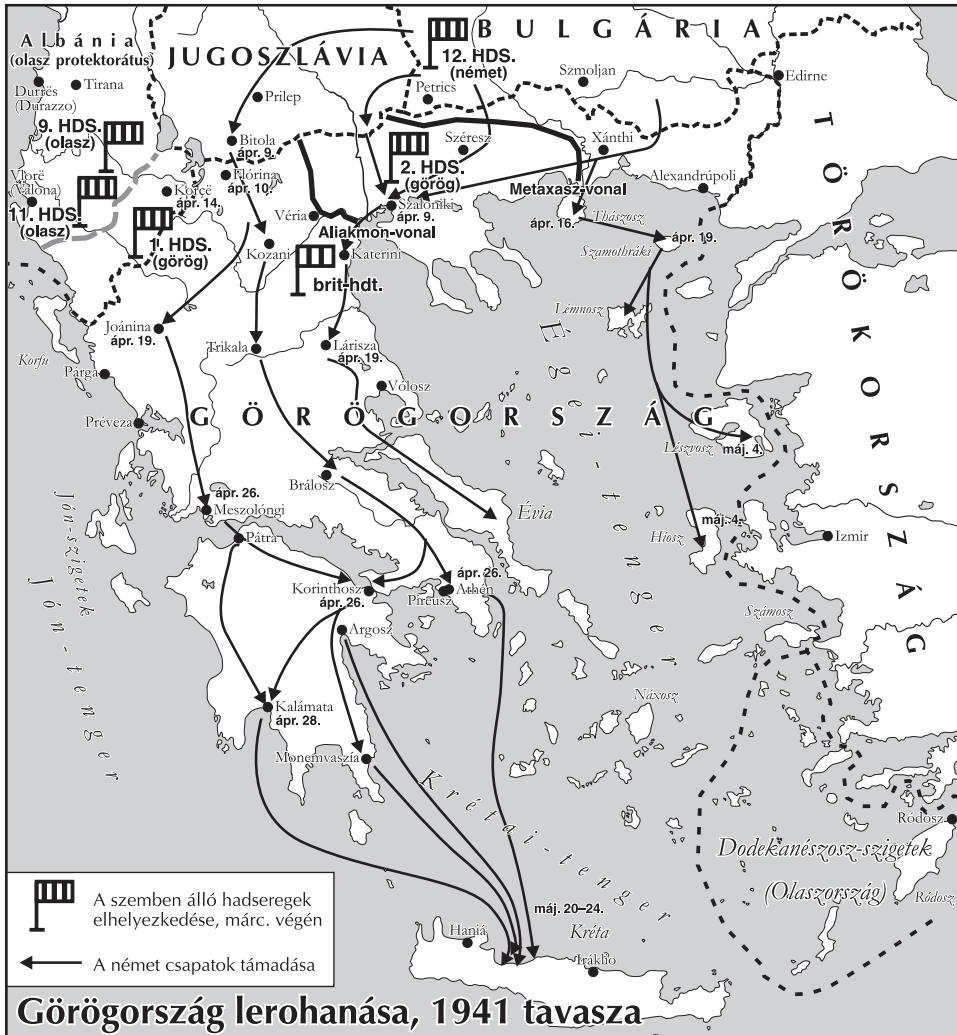 Albánia
(olasz protektorátus)
JUGOSZLÁVIA
BULGÁRIA
12. HDS.
(német)
Szmoljan
Edirne
Durrës
(Durazzo)
Tirana
Prilep
Petrics
9. HDS.
(olasz)
Bitola
ápr. 9.
Széresz
Xánthi
2. HDS.
(görög)
Vlorë
(Valona)
Flórina
ápr. 10.
Korçë
ápr. 14.
Metaxasz-vonal
Alexandrúpoli
11. HDS.
(olasz)
Szaloniki
ápr. 9.
Véria
Aliakmon-vonal
ápr. 16.
Thászosz
1. HDS.
(görög)
Kozani
Katerini
Szamothráki
ápr. 19.
brit-hdt.
TÖRÖKORSZÁG
Joánina
ápr. 19.
Lémnosz
Korfu
Trikala
Lárisza
ápr. 19.
Égei-tenger
Párga
Vólosz
Préveza
GÖRÖGORSZÁG
Lészvosz
máj. 4.
Brálosz
ápr. 26.
Meszolóngi
Évia
máj. 4.
Hiosz
Izmir
Jón-szigetek
Jón-tenger
Pátra
Korinthosz
ápr. 26.
ápr. 26.
Athén
Pireusz
Argosz
Számosz
Kalámata
ápr. 28.
Náxosz
Monemvaszía
Krétai-tenger
Ródosz
Dodekanészosz-szigetek
(Olaszország)
Ródosz
A szemben álló hadseregek
elhelyezkedése, márc. végén
A német csapatok támadása
máj. 20–24.
Haniá
Kréta
Iráklio
Görögország lerohanása, 1941 tavasza